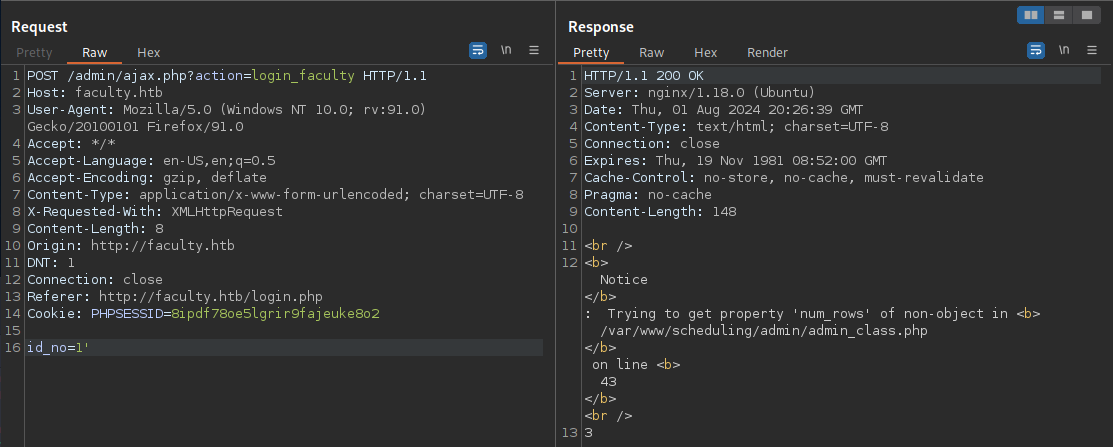 Request
Pretty Raw Hex
\n
1 POST /admin/ajax.php?action=login_faculty HTTP/1.1
2 Host: faculty.htb
3 User-Agent: Mozilla/5.0 (Windows NT 10.0; rv:91.0)
Gecko/20100101 Firefox/91.0
4 Accept: */*
5 Accept-Language: en-US,en;q=0.5
6 Accept-Encoding: gzip, deflate
7 Content-Type: application/x-www-form-urlencoded; charset=UTF-8
8 X-Requested-With: XMLHttpRequest
9 Content-Length: 8
10 Origin: http://faculty.htb
11 DNT: 1
12 Connection: close
13 Referer: http://faculty.htb/login.php
14 Cookie: PHPSESSID=8ipdf78oe5lgrir9fajeuke8o2
15
16 id_no=1'
Response
Pretty Raw Hex Render
\n
1 HTTP/1.1 200 OK
2 Server: nginx/1.18.0 (Ubuntu)
3 Date: Thu, 01 Aug 2024 20:26:39 GMT
4 Content-Type: text/html; charset=UTF-8
5 Connection: close
6 Expires: Thu, 19 Nov 1981 08:52:00 GMT
7 Cache-Control: no-store, no-cache, must-revalidate
8 Pragma: no-cache
9 Content-Length: 148
10
11 <br />
12 <b>
Notice
</b>
:  Trying to get property 'num_rows' of non-object in <b>
/var/www/scheduling/admin/admin_class.php
</b>
on line <b>
43
</b>
<br />
13 3